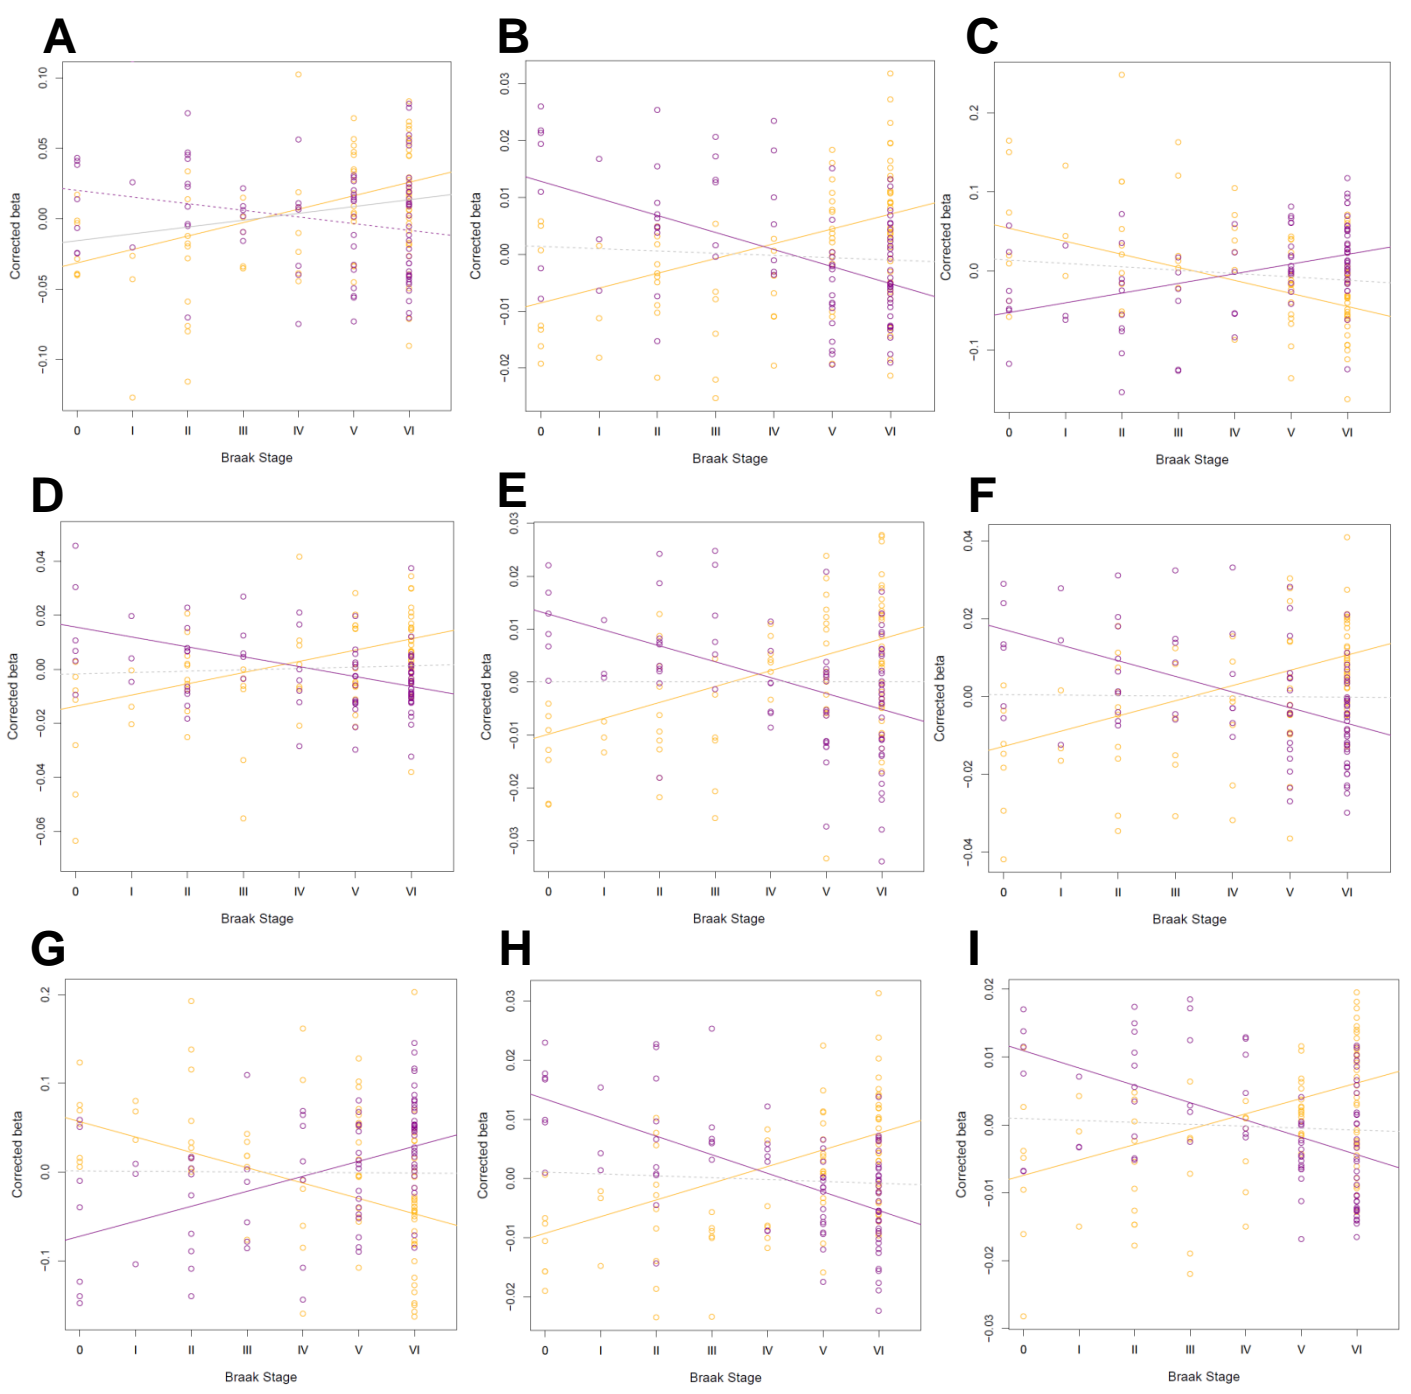 A
B
C
0.10
0.05
0.00
−0.05
−0.10
Corrected beta
0 I II III IV V VI
Braak Stage
0.03
0.02
0.01
0.00
−0.01
−0.02
Corrected beta
0 I II III IV V VI
Braak Stage
0.2
0.1
0.0
−0.1
Corrected beta
0 I II III IV V VI
Braak Stage
D
E
F
0.04
0.02
0.00
−0.02
−0.04
−0.06
Corrected beta
0 I II III IV V VI
Braak Stage
0.03
0.02
0.01
0.00
−0.01
−0.02
−0.03
Corrected beta
0 I II III IV V VI
Braak Stage
0.04
0.02
0.00
−0.02
−0.04
Corrected beta
0 I II III IV V VI
Braak Stage
G
H
I
0.2
0.1
0.0
−0.1
Corrected beta
0 I II III IV V VI
Braak Stage
0.03
0.02
0.01
0.00
−0.01
−0.02
Corrected beta
0 I II III IV V VI
Braak Stage
0.02
0.01
0.00
−0.01
−0.02
−0.03
Corrected beta
0 I II III IV V VI
Braak Stage